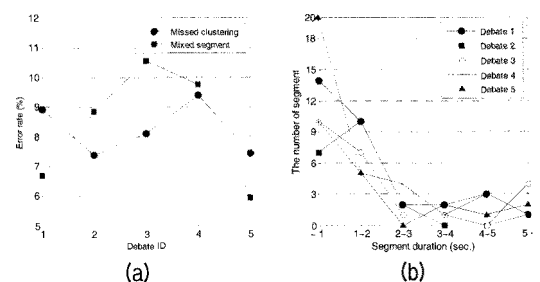 12
11
10
9
8
7
6
5
Error rate (%)
Missed clustering
Mixed segment
1 2 3 4 5
Debate ID
(a)
20
18
15
12
9
6
3
0
The number of segment
Debate 1
Debate 2
Debate 3
Debate 4
Debate 5
~ 1 1~2 2~3 3~4 4~5 5~
Segment duration (sec.)
(b)